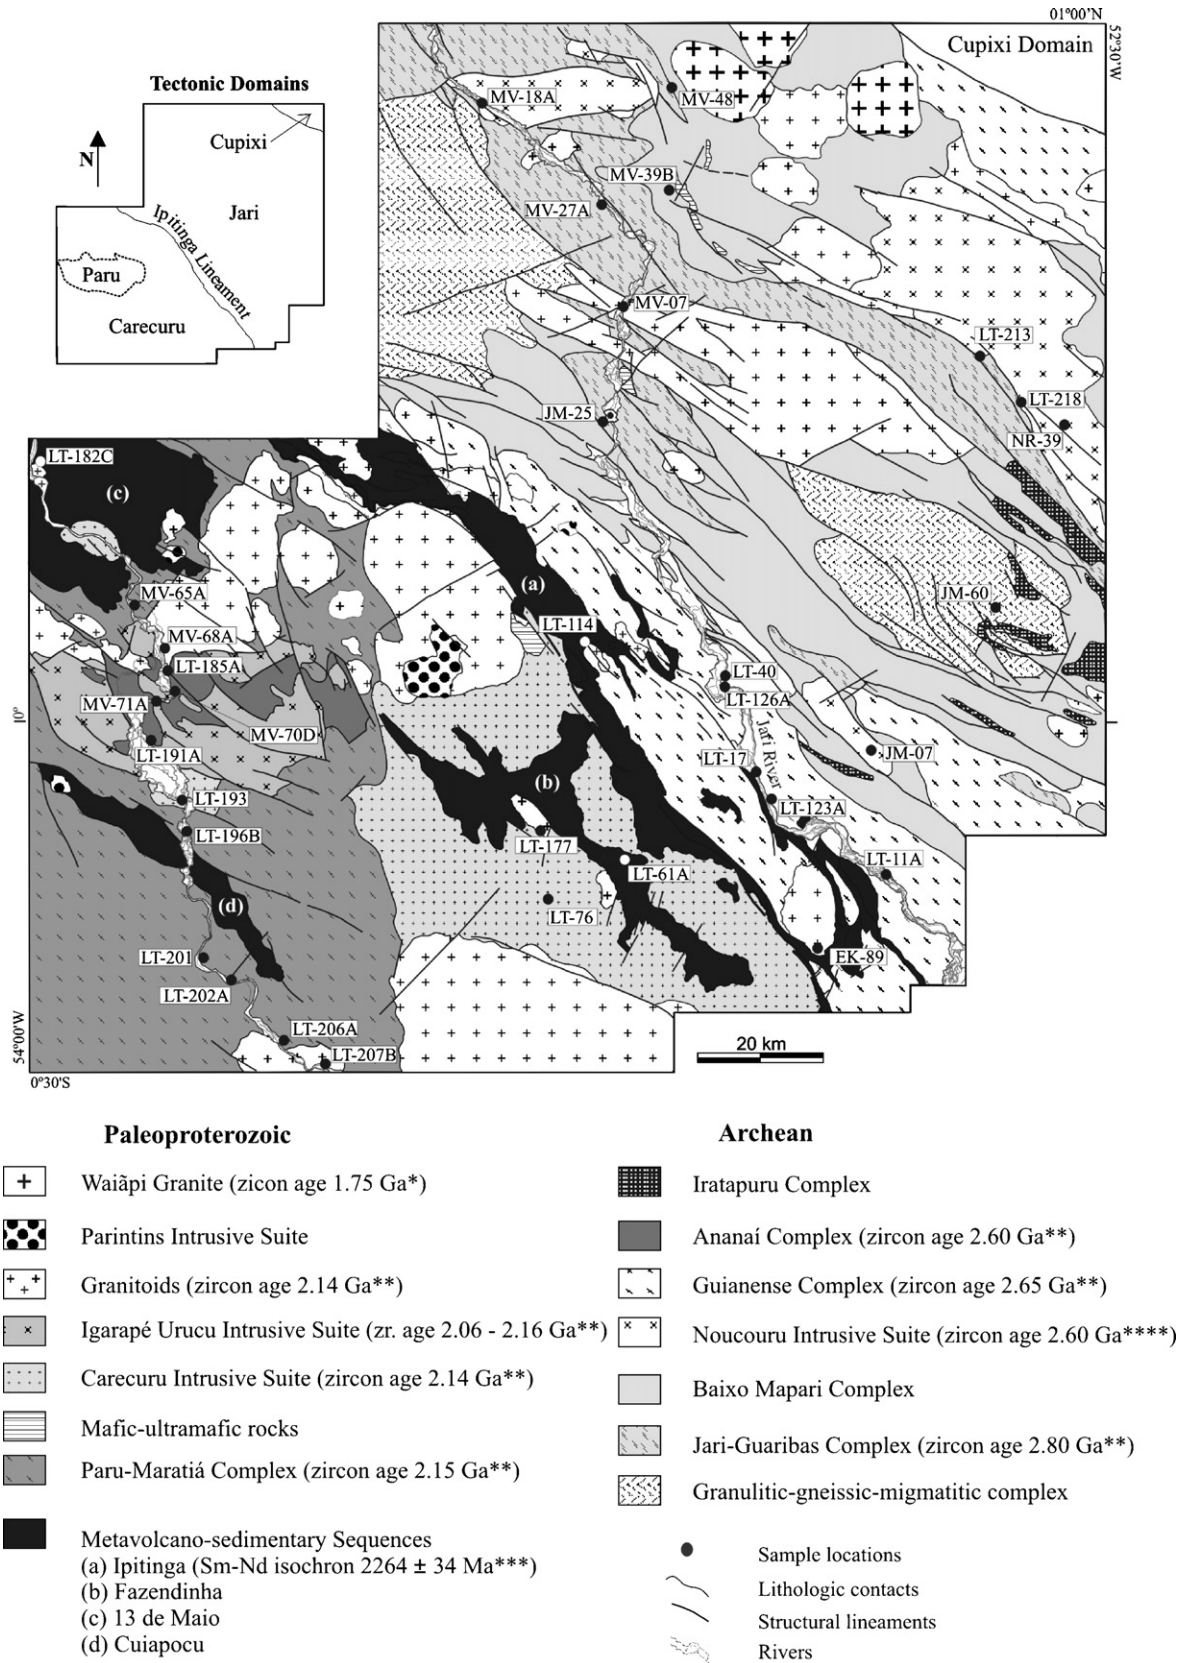 01°00'N
52°30'W
Cupixi Domain
Tectonic Domains
N
Cupixi
Jari
Ipitinga Lineament
Paru
Carecuru
MV-18A
MV-48
MV-39B
MV-27A
MV-07
LT-213
LT-218
NR-39
JM-25
LT-182C
(c)
(a)
MV-65A
JM-60
LT-114
MV-68A
LT-185A
LT-40
LT-126A
MV-71A
0°
MV-70D
Jari River
JM-07
LT-191A
LT-17
(b)
LT-193
LT-123A
LT-196B
LT-177
LT-11A
LT-61A
(d)
LT-76
LT-201
EK-89
LT-202A
54°00'W
LT-206A
LT-207B
20 km
0°30'S
Paleoproterozoic
Waiãpi Granite (zicon age 1.75 Ga*)
Parintins Intrusive Suite
Granitoids (zircon age 2.14 Ga**)
Igarapé Urucu Intrusive Suite (zr. age 2.06 - 2.16 Ga**)
Carecuru Intrusive Suite (zircon age 2.14 Ga**)
Mafic-ultramafic rocks
Paru-Maratiá Complex (zircon age 2.15 Ga**)
Metavolcano-sedimentary Sequences
(a) Ipitinga (Sm-Nd isochron 2264 ± 34 Ma***)
(b) Fazendinha
(c) 13 de Maio
(d) Cuiapocu
Archean
Iratapuru Complex
Ananaí Complex (zircon age 2.60 Ga**)
Guianense Complex (zircon age 2.65 Ga**)
Noucouru Intrusive Suite (zircon age 2.60 Ga****)
Baixo Mapari Complex
Jari-Guaribas Complex (zircon age 2.80 Ga**)
Granulitic-gneissic-migmatitic complex
Sample locations
Lithologic contacts
Structural lineaments
Rivers